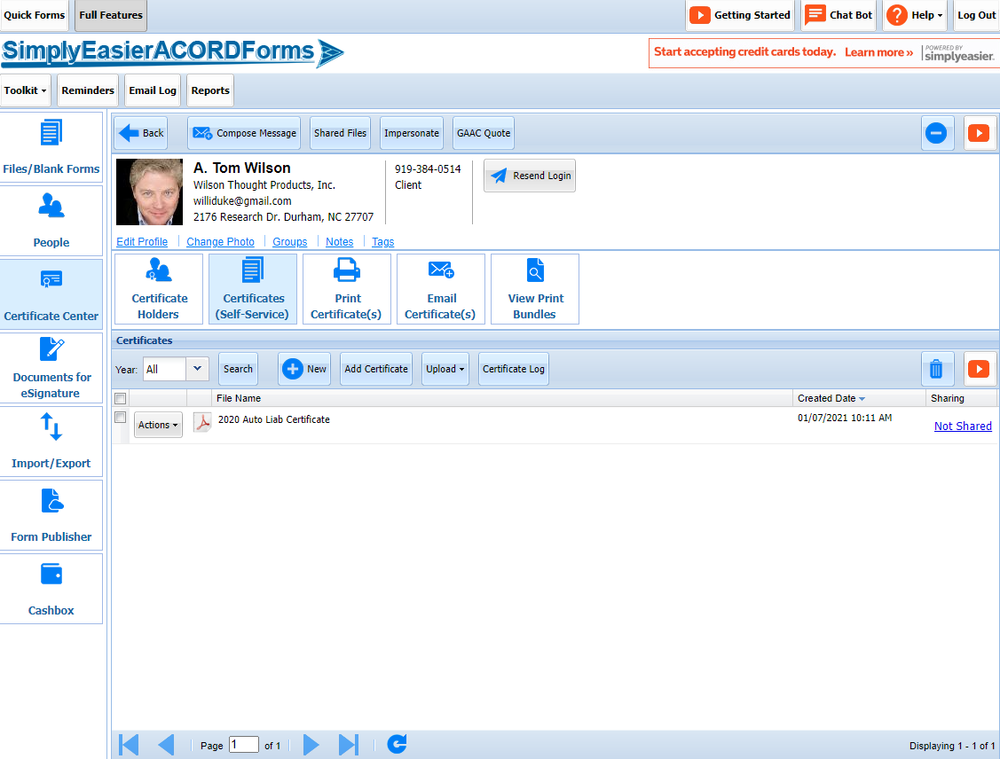 Quick Forms
Full Features
Getting Started
Chat Bot
Help
Log Out
SimplyEasierACORDForms
Start accepting credit cards today. Learn more »
POWERED BY
simplyeasier.
Toolkit
Reminders
Email Log
Reports
Files/Blank Forms
People
Certificate Center
Documents for
eSignature
Import/Export
Form Publisher
Cashbox
Back
Compose Message
Shared Files
Impersonate
GAAC Quote
A. Tom Wilson
Wilson Thought Products, Inc.
williduke@gmail.com
2176 Research Dr. Durham, NC 27707
919-384-0514
Client
Resend Login
Edit Profile
Change Photo
Groups
Notes
Tags
Certificate
Holders
Certificates
(Self-Service)
Print
Certificate(s)
Email
Certificate(s)
View Print
Bundles
Certificates
Year: All
Search
New
Add Certificate
Upload
Certificate Log
File Name
Created Date
Sharing
Actions
2020 Auto Liab Certificate
01/07/2021 10:11 AM
Not Shared
Page 1 of 1
Displaying 1 - 1 of 1